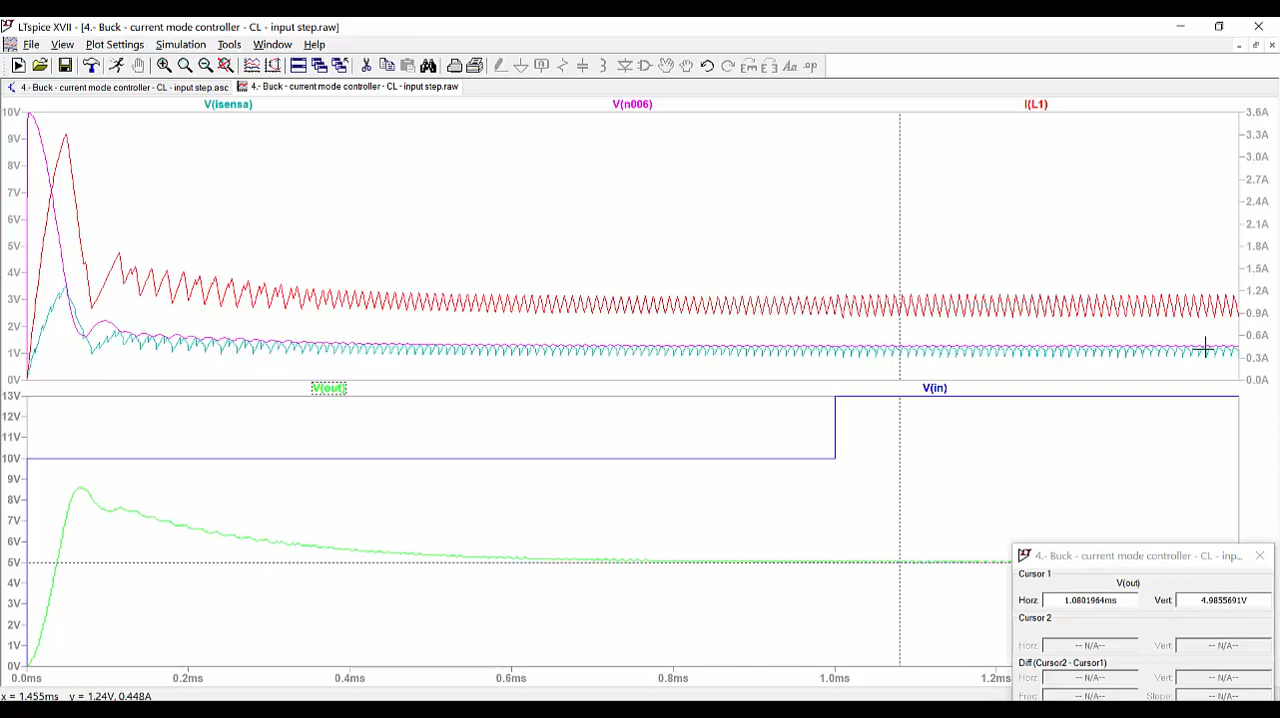 LTspice XVII - [4.- Buck - current mode controller - CL - input step.raw]
File View Plot Settings Simulation Tools Window Help
4.- Buck - current mode controller - CL - input step.asc 4.- Buck - current mode controller - CL - input step.raw
V(isensa) V(n006) I(L1)
10V 3.6A
9V 3.3A
8V 3.0A
7V 2.7A
6V 2.4A
2.1A
5V 1.8A
4V 1.5A
3V 1.2A
2V 0.9A
1V 0.6A
0.3A
0V 0.0A
V(out) V(in)
13V
12V
11V
10V
9V
8V
7V
6V
5V
4V
3V
2V
1V
0V
0.0ms 0.2ms 0.4ms 0.6ms 0.8ms 1.0ms 1.2ms
4.- Buck - current mode controller - CL - inp...
Cursor 1
V(out)
Horz: 1.0801964ms Vert: 4.9855691V
Cursor 2
Horz: -- N/A-- Vert: -- N/A--
Diff (Cursor2 - Cursor1)
Horz: -- N/A-- Vert: -- N/A--
Freq: -- N/A-- Slope: -- N/A--
x = 1.455ms y = 1.24V, 0.448A